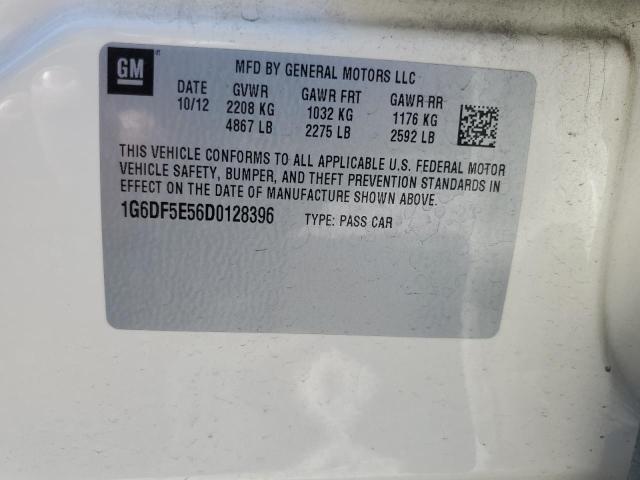 GM MFD BY GENERAL MOTORS LLC
DATE GVWR GAWR FRT GAWR RR
10/12 2208 KG 1032 KG 1176 KG
4867 LB 2275 LB 2592 LB
THIS VEHICLE CONFORMS TO ALL APPLICABLE U.S. FEDERAL MOTOR
VEHICLE SAFETY, BUMPER, AND THEFT PREVENTION STANDARDS IN
EFFECT ON THE DATE OF MANUFACTURE SHOWN ABOVE.
1G6DF5E56D0128396 TYPE: PASS CAR